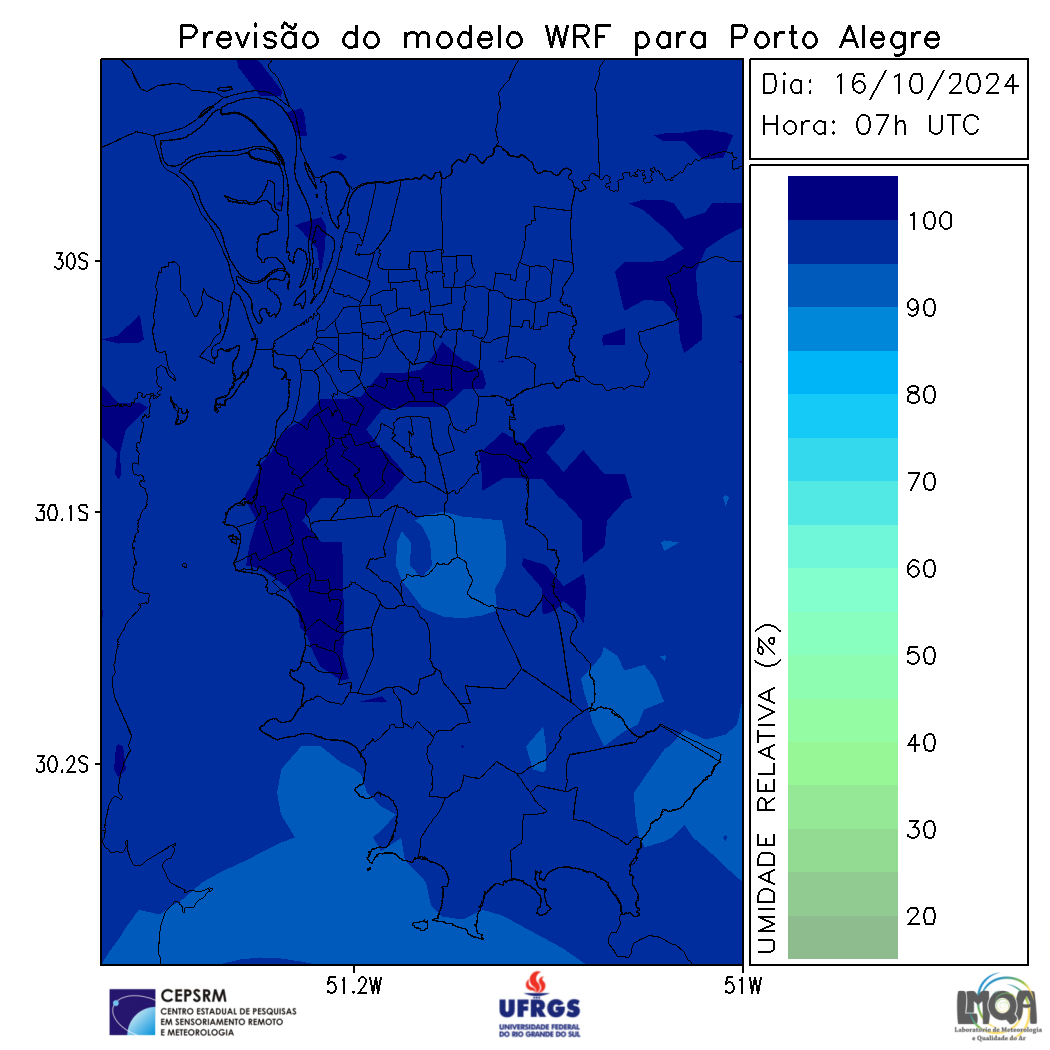 Previsão do modelo WRF para Porto Alegre
Dia: 16/10/2024
Hora: 07h UTC
30S
30.1S
30.2S
51.2W
51W
UMIDADE RELATIVA (%)
100
90
80
70
60
50
40
30
20
CEPSRM
CENTRO ESTADUAL DE PESQUISAS
EM SENSORIAMENTO REMOTO
E METEOROLOGIA
UFRGS
UNIVERSIDADE FEDERAL
DO RIO GRANDE DO SUL
LMQA
Laboratório de Meteorologia
e Qualidade do Ar